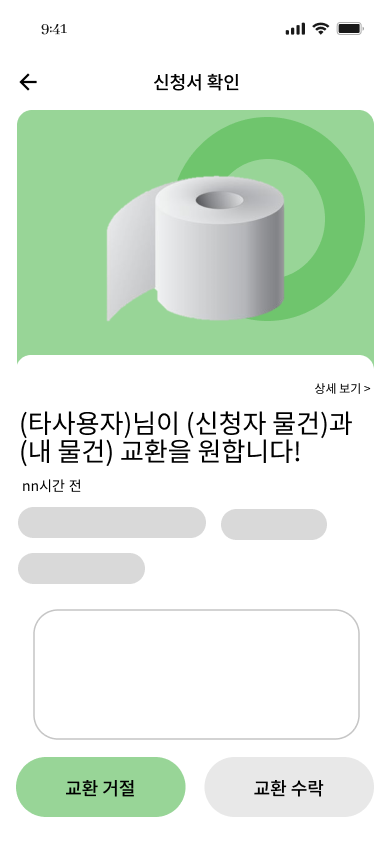 9:41
신청서 확인
상세 보기 >
(타사용자)님이 (신청자 물건)과
(내 물건) 교환을 원합니다!
nn시간 전
교환 거절
교환 수락